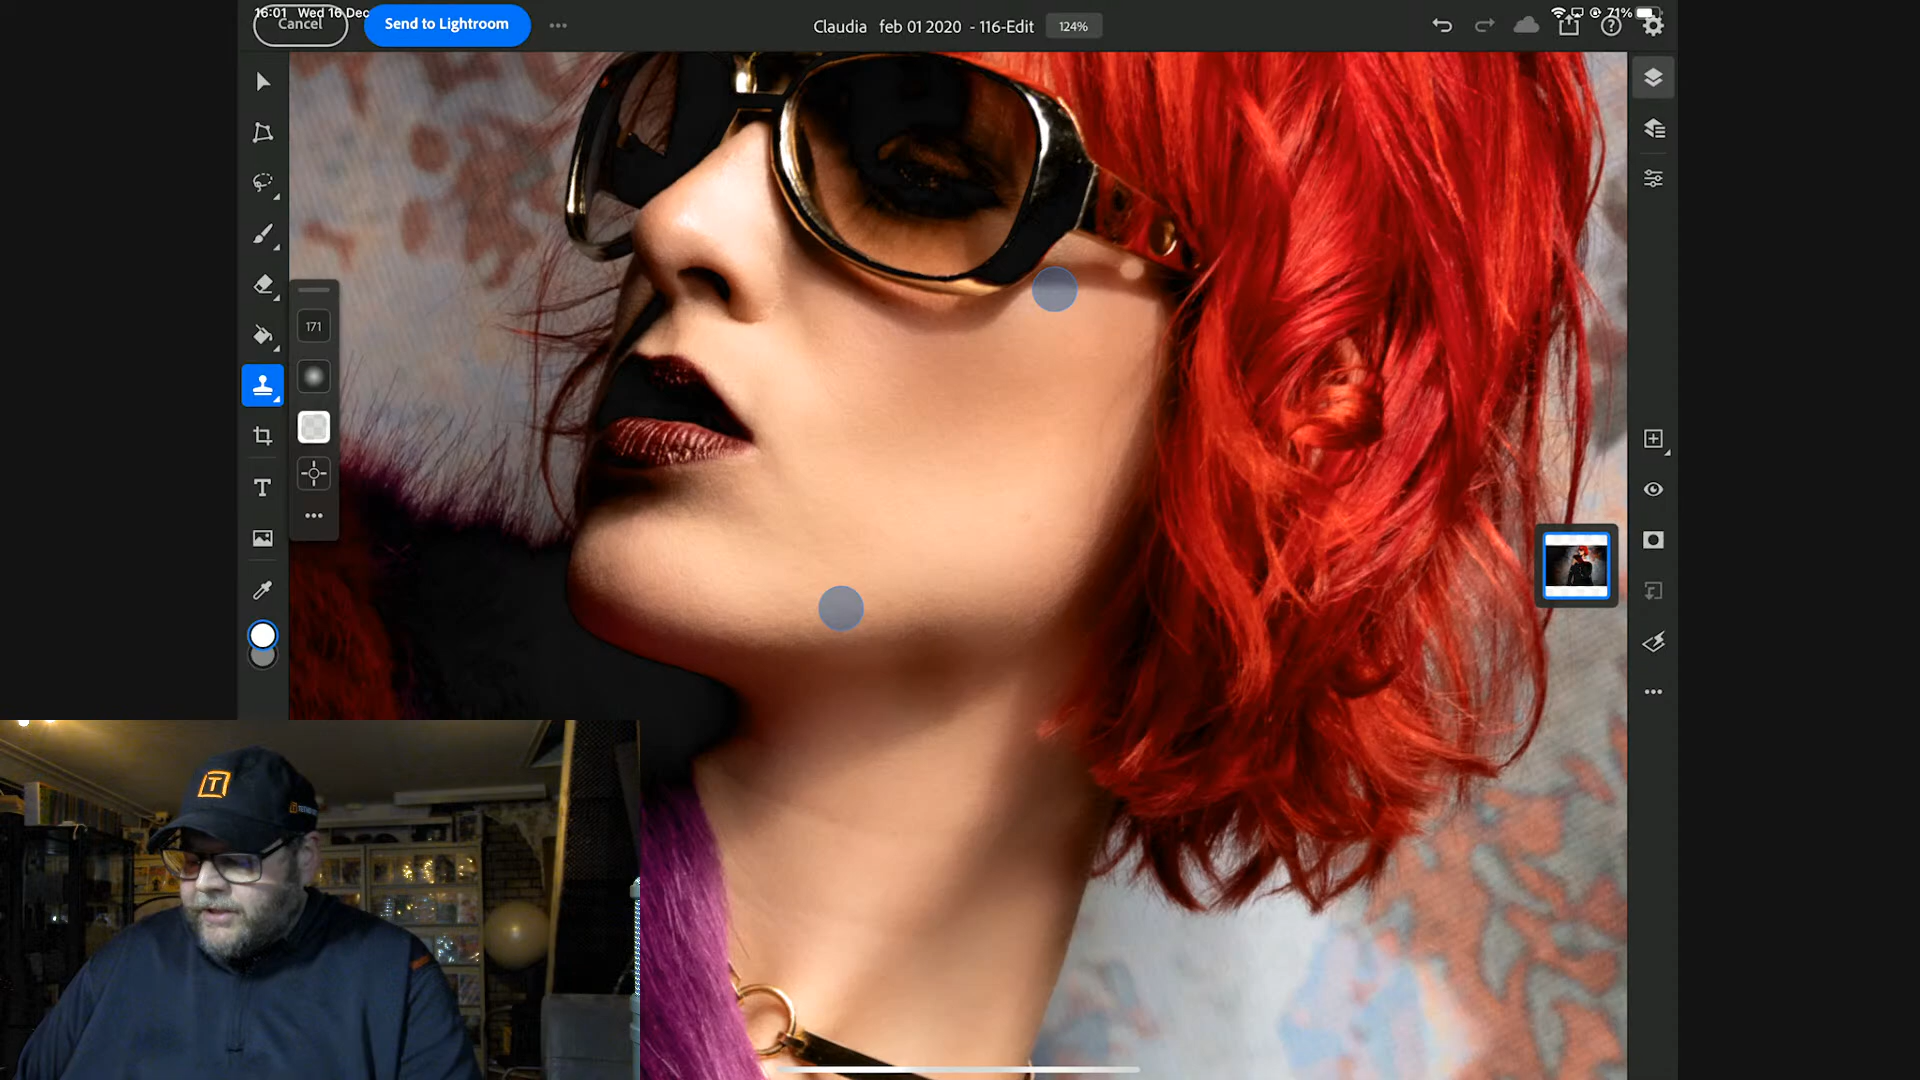 16:01 Wed 16 Dec
71%
Cancel
Send to Lightroom
Claudia feb 01 2020 - 116-Edit
124%
171
T
T